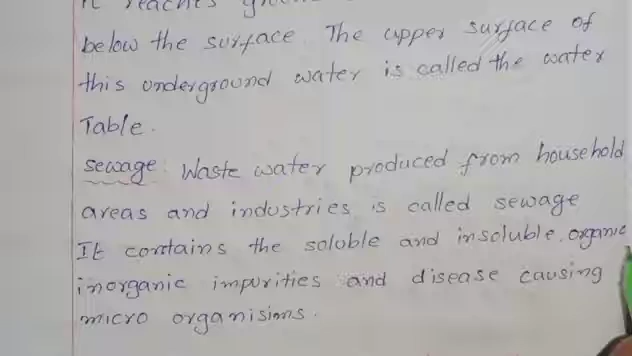 it reaches
below the surface The upper surface of
this underground water is called the water
Table.
Sewage: Waste water produced from household
areas and industries is called sewage
It contains the soluble and insoluble, organic
inorganic impurities and disease causing
micro organisims.